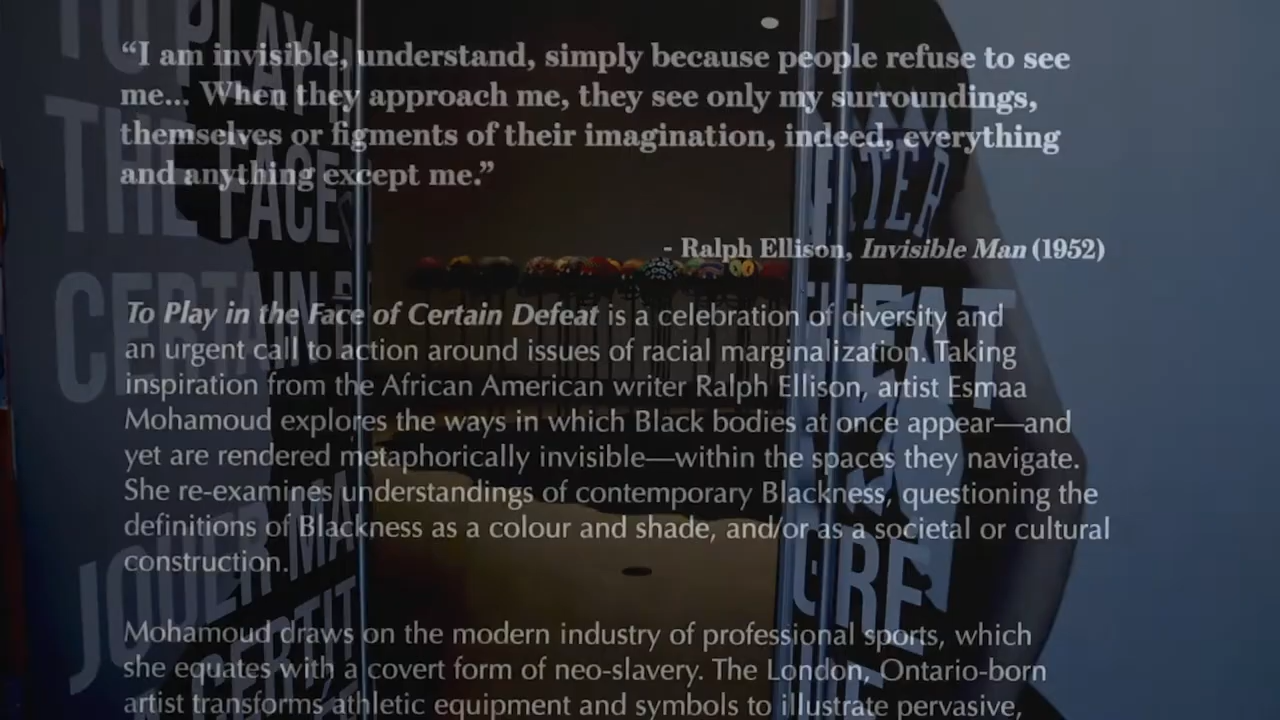 “I am invisible, understand, simply because people refuse to see
me... When they approach me, they see only my surroundings,
themselves or figments of their imagination, indeed, everything
and anything except me.”
- Ralph Ellison, Invisible Man (1952)
To Play in the Face of Certain Defeat is a celebration of diversity and
an urgent call to action around issues of racial marginalization. Taking
inspiration from the African American writer Ralph Ellison, artist Esmaa
Mohamoud explores the ways in which Black bodies at once appear—and
yet are rendered metaphorically invisible—within the spaces they navigate.
She re-examines understandings of contemporary Blackness, questioning the
definitions of Blackness as a colour and shade, and/or as a societal or cultural
construction.
Mohamoud draws on the modern industry of professional sports, which
she equates with a covert form of neo-slavery. The London, Ontario-born
artist transforms athletic equipment and symbols to illustrate pervasive,
TO PLAY
THE FACE
CERTAIN
JOUER